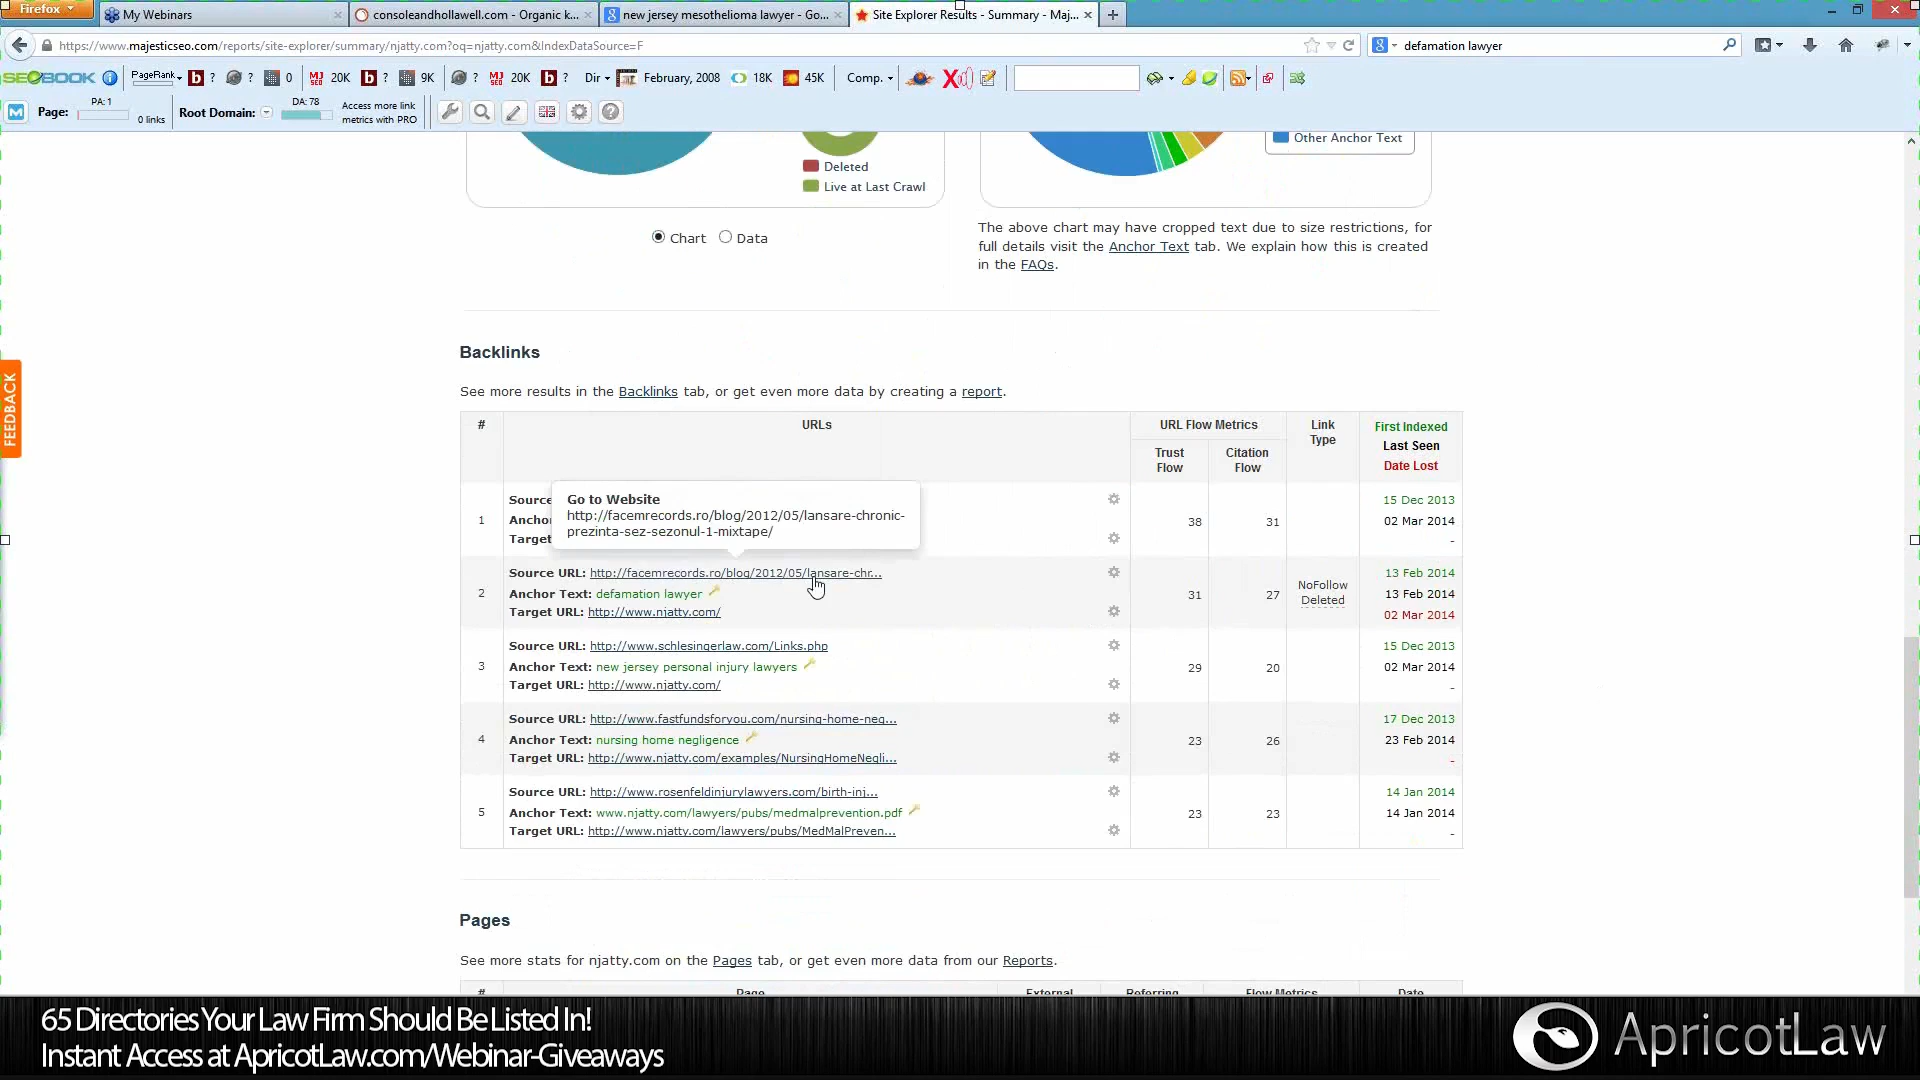 Firefox
My Webinars
consoleandhollawell.com - Organic k...
new jersey mesothelioma lawyer - Go...
Site Explorer Results - Summary - Maj...
https://www.majesticseo.com/reports/site-explorer/summary/njatty.com?oq=njatty.com&IndexDataSource=F
defamation lawyer
SEOBOOK
PageRank
?
?
0
20K
?
9K
?
20K
?
Dir
February, 2008
18K
45K
Comp.
Page:
PA: 1
0 links
Root Domain:
DA: 78
Access more link
metrics with PRO
Other Anchor Text
Deleted
Live at Last Crawl
Chart
Data
The above chart may have cropped text due to size restrictions, for
full details visit the Anchor Text tab. We explain how this is created
in the FAQs.
FEEDBACK
Backlinks
See more results in the Backlinks tab, or get even more data by creating a report.
#
URLs
URL Flow Metrics
Trust
Flow
Citation
Flow
Link
Type
First Indexed
Last Seen
Date Lost
1
Source
Ancho
Target
Go to Website
http://facemrecords.ro/blog/2012/05/lansare-chronic-
prezinta-sez-sezonul-1-mixtape/
38
31
15 Dec 2013
02 Mar 2014
-
2
Source URL: http://facemrecords.ro/blog/2012/05/lansare-chr...
Anchor Text: defamation lawyer
Target URL: http://www.njatty.com/
31
27
NoFollow
Deleted
13 Feb 2014
13 Feb 2014
02 Mar 2014
3
Source URL: http://www.schlesingerlaw.com/Links.php
Anchor Text: new jersey personal injury lawyers
Target URL: http://www.njatty.com/
29
20
15 Dec 2013
02 Mar 2014
-
4
Source URL: http://www.fastfundsforyou.com/nursing-home-neg...
Anchor Text: nursing home negligence
Target URL: http://www.njatty.com/examples/NursingHomeNegli...
23
26
17 Dec 2013
23 Feb 2014
-
5
Source URL: http://www.rosenfeldinjurylawyers.com/birth-inj...
Anchor Text: www.njatty.com/lawyers/pubs/medmalprevention.pdf
Target URL: http://www.njatty.com/lawyers/pubs/MedMalPreven...
23
23
14 Jan 2014
14 Jan 2014
-
Pages
See more stats for njatty.com on the Pages tab, or get even more data from our Reports.
#
Page
External
Referring
Flow Metrics
Date
65 Directories Your Law Firm Should Be Listed In!
Instant Access at ApricotLaw.com/Webinar-Giveaways
ApricotLaw